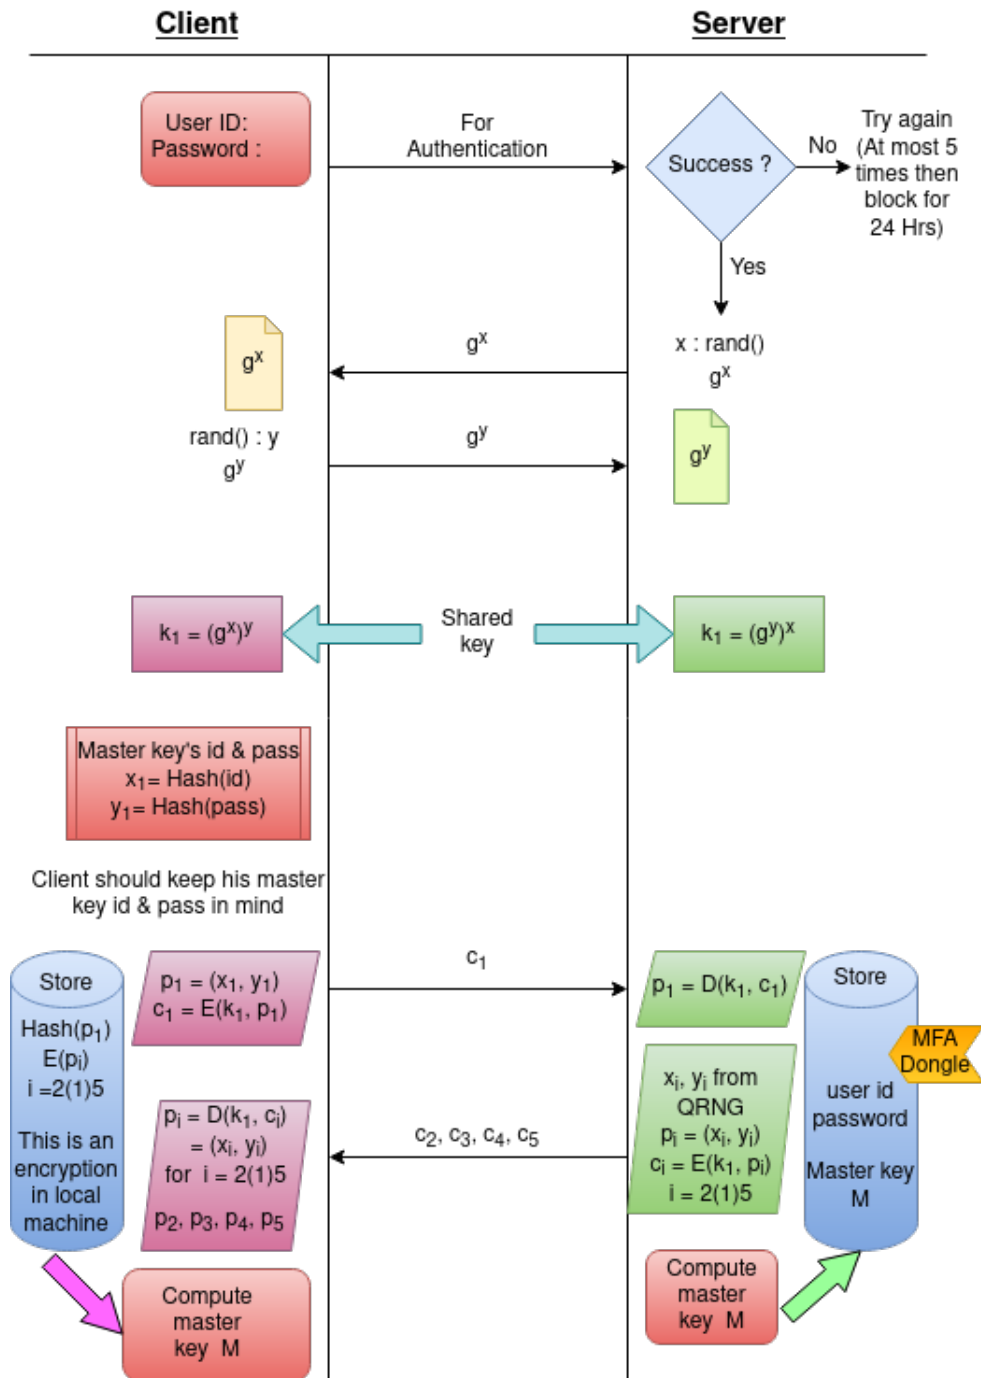 Client
Server
User ID:
Password :
For
Authentication
Success ?
No
Try again
(At most 5
times then
block for
24 Hrs)
Yes
x : rand()
gˣ
gˣ
gˣ
rand() : y
gʸ
gʸ
gʸ
k₁ = (gˣ)ʸ
Shared
key
k₁ = (gʸ)ˣ
Master key's id & pass
x₁= Hash(id)
y₁= Hash(pass)
Client should keep his master
key id & pass in mind
Store
Hash(p₁)
E(pᵢ)
i =2(1)5
This is an
encryption
in local
machine
p₁ = (x₁, y₁)
c₁ = E(k₁, p₁)
c₁
p₁ = D(k₁, c₁)
Store
MFA
Dongle
user id
password
Master key
M
xᵢ, yᵢ from
QRNG
pᵢ = (xᵢ, yᵢ)
cᵢ = E(k₁, pᵢ)
i = 2(1)5
c₂, c₃, c₄, c₅
pᵢ = D(k₁, cᵢ)
= (xᵢ, yᵢ)
for i = 2(1)5
p₂, p₃, p₄, p₅
Compute
master
key M
Compute
master
key M